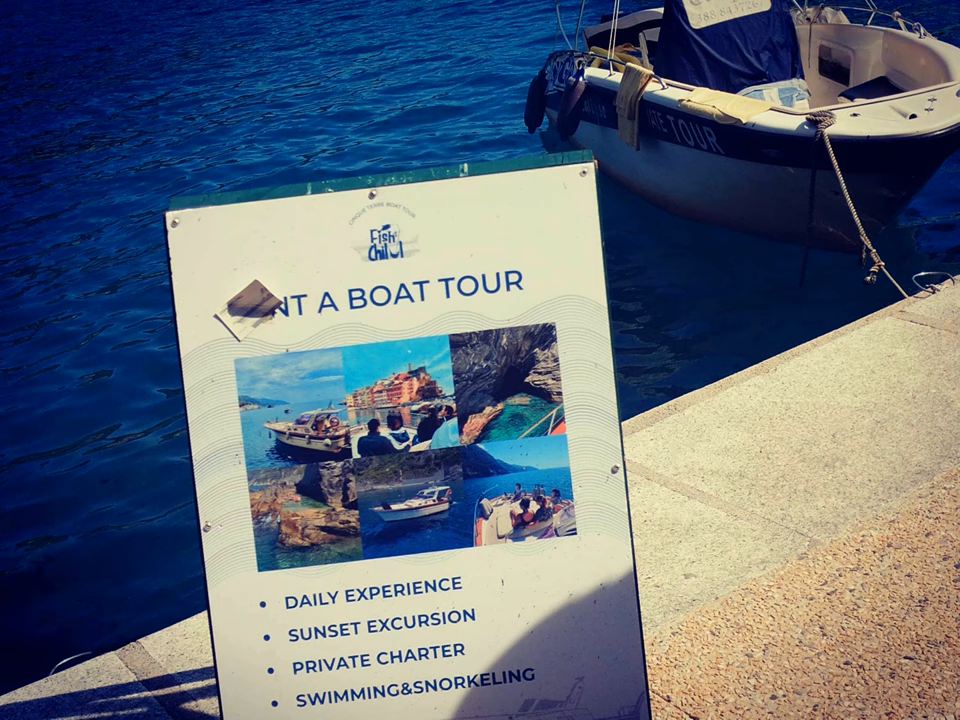 CINQUE TERRE BOAT TOUR
Fish&
Chill
NT A BOAT TOUR
DAILY EXPERIENCE
SUNSET EXCURSION
PRIVATE CHARTER
SWIMMING&SNORKELING
TOUR